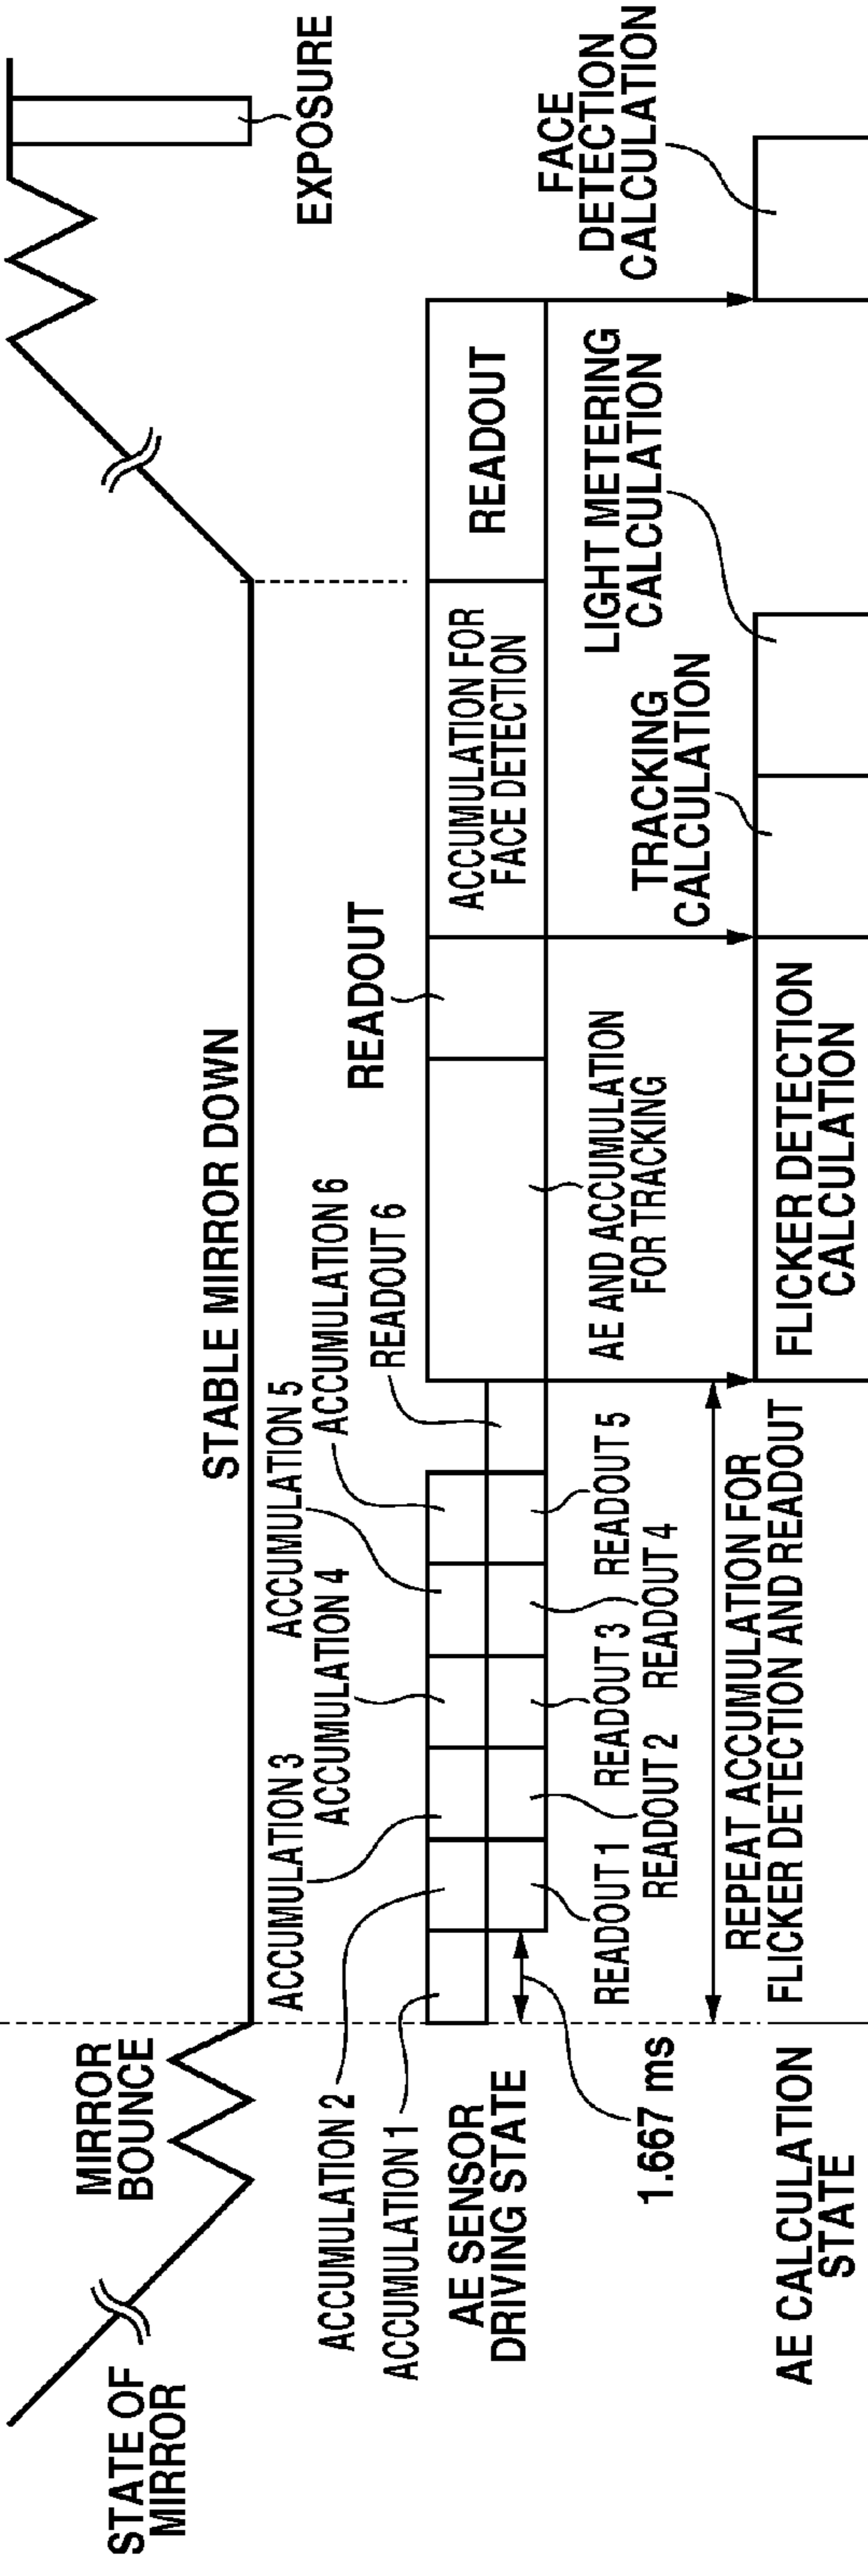 STATE OF
MIRROR
MIRROR
BOUNCE
STABLE MIRROR DOWN
EXPOSURE
ACCUMULATION 1
ACCUMULATION 2
ACCUMULATION 3
ACCUMULATION 4
ACCUMULATION 5
ACCUMULATION 6
READOUT 6
READOUT
AE SENSOR
DRIVING STATE
ACCUMULATION FOR
FACE DETECTION
READOUT
1.667 ms
READOUT 1
READOUT 2
READOUT 3
READOUT 4
READOUT 5
AE AND ACCUMULATION
FOR TRACKING
TRACKING
CALCULATION
LIGHT METERING
CALCULATION
FACE
DETECTION
CALCULATION
REPEAT ACCUMULATION FOR
FLICKER DETECTION AND READOUT
AE CALCULATION
STATE
FLICKER DETECTION
CALCULATION